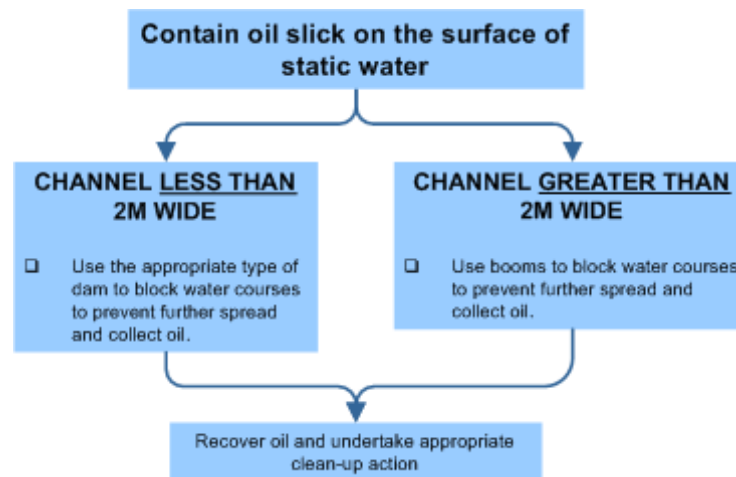 Contain oil slick on the surface of
static water
CHANNEL LESS THAN
2M WIDE
❑ Use the appropriate type of
dam to block water courses
to prevent further spread
and collect oil.
CHANNEL GREATER THAN
2M WIDE
❑ Use booms to block water courses
to prevent further spread and
collect oil.
Recover oil and undertake appropriate
clean-up action